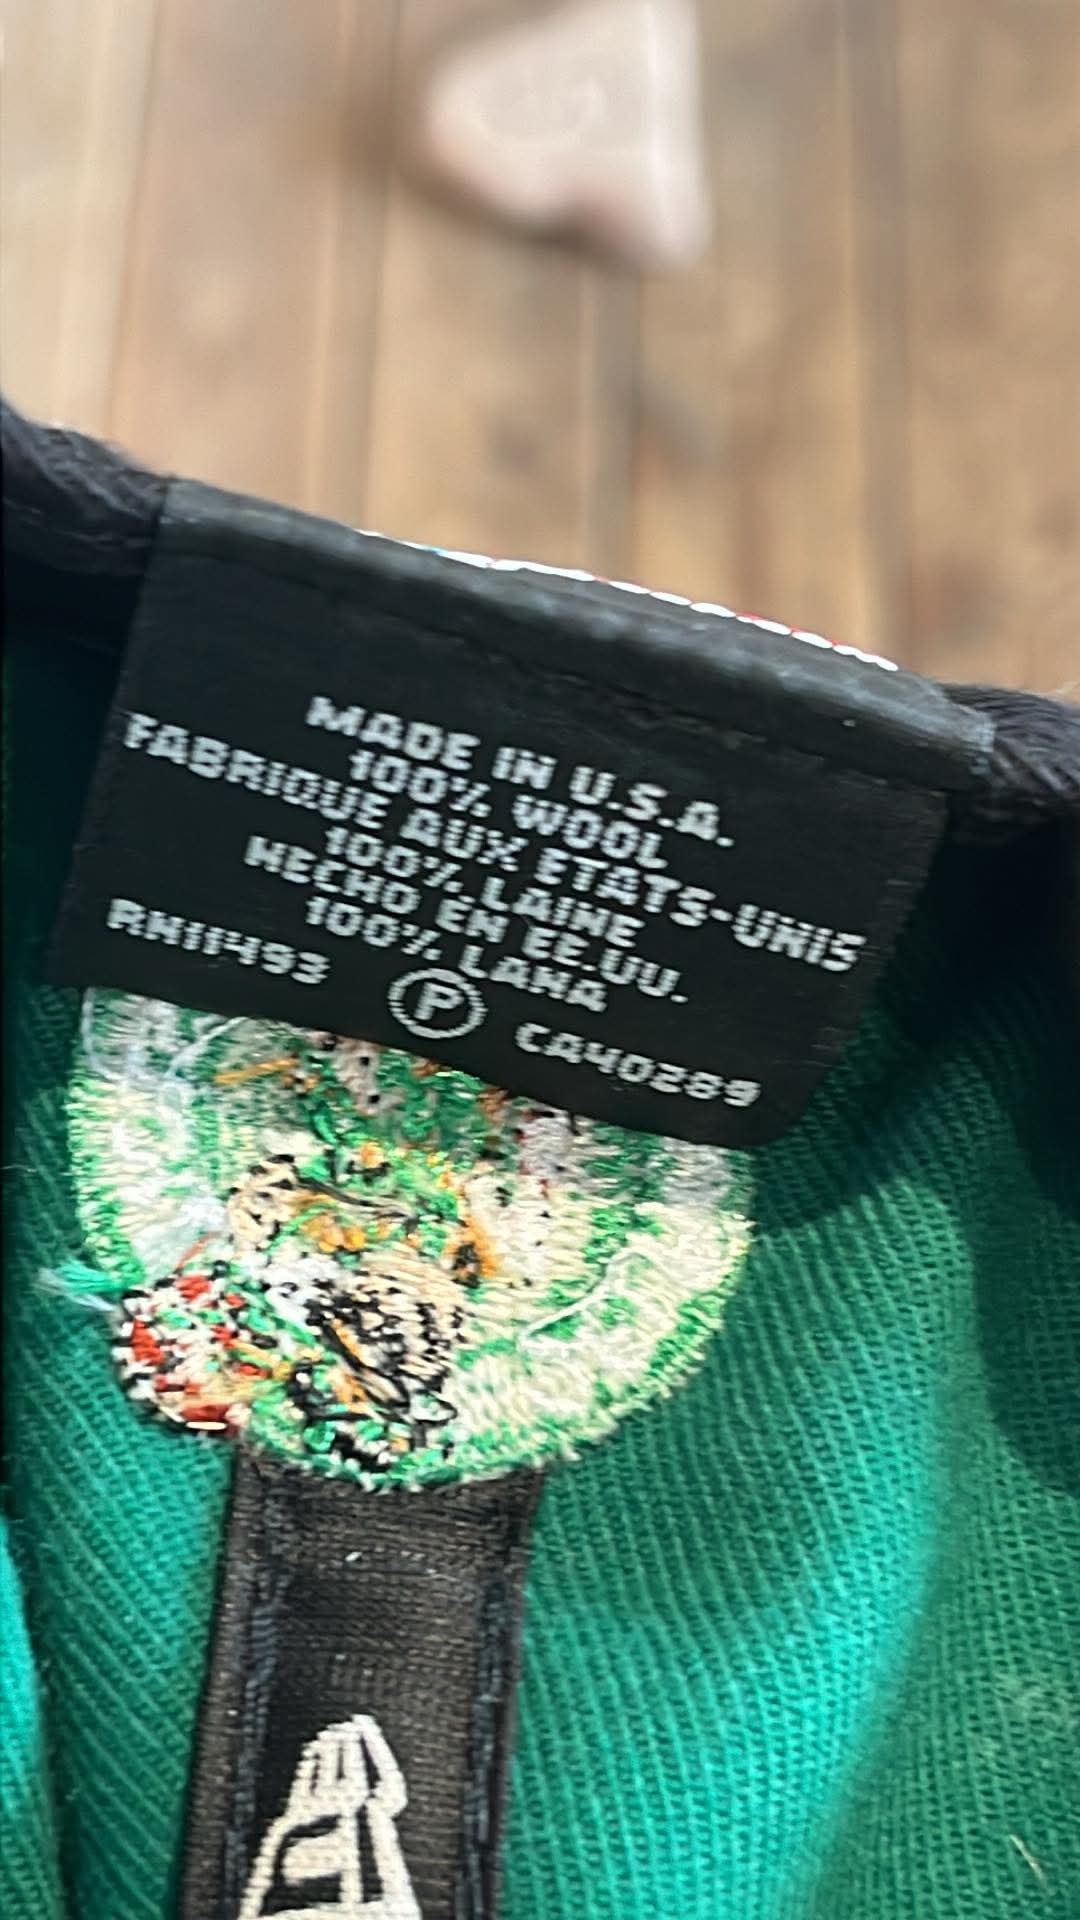 MADE IN U.S.A.
100% WOOL
FABRIQUE AUX ETATS-UNIS
100% LAINE
HECHO EN EE.UU.
100% LANA
RN11493 P CA40289